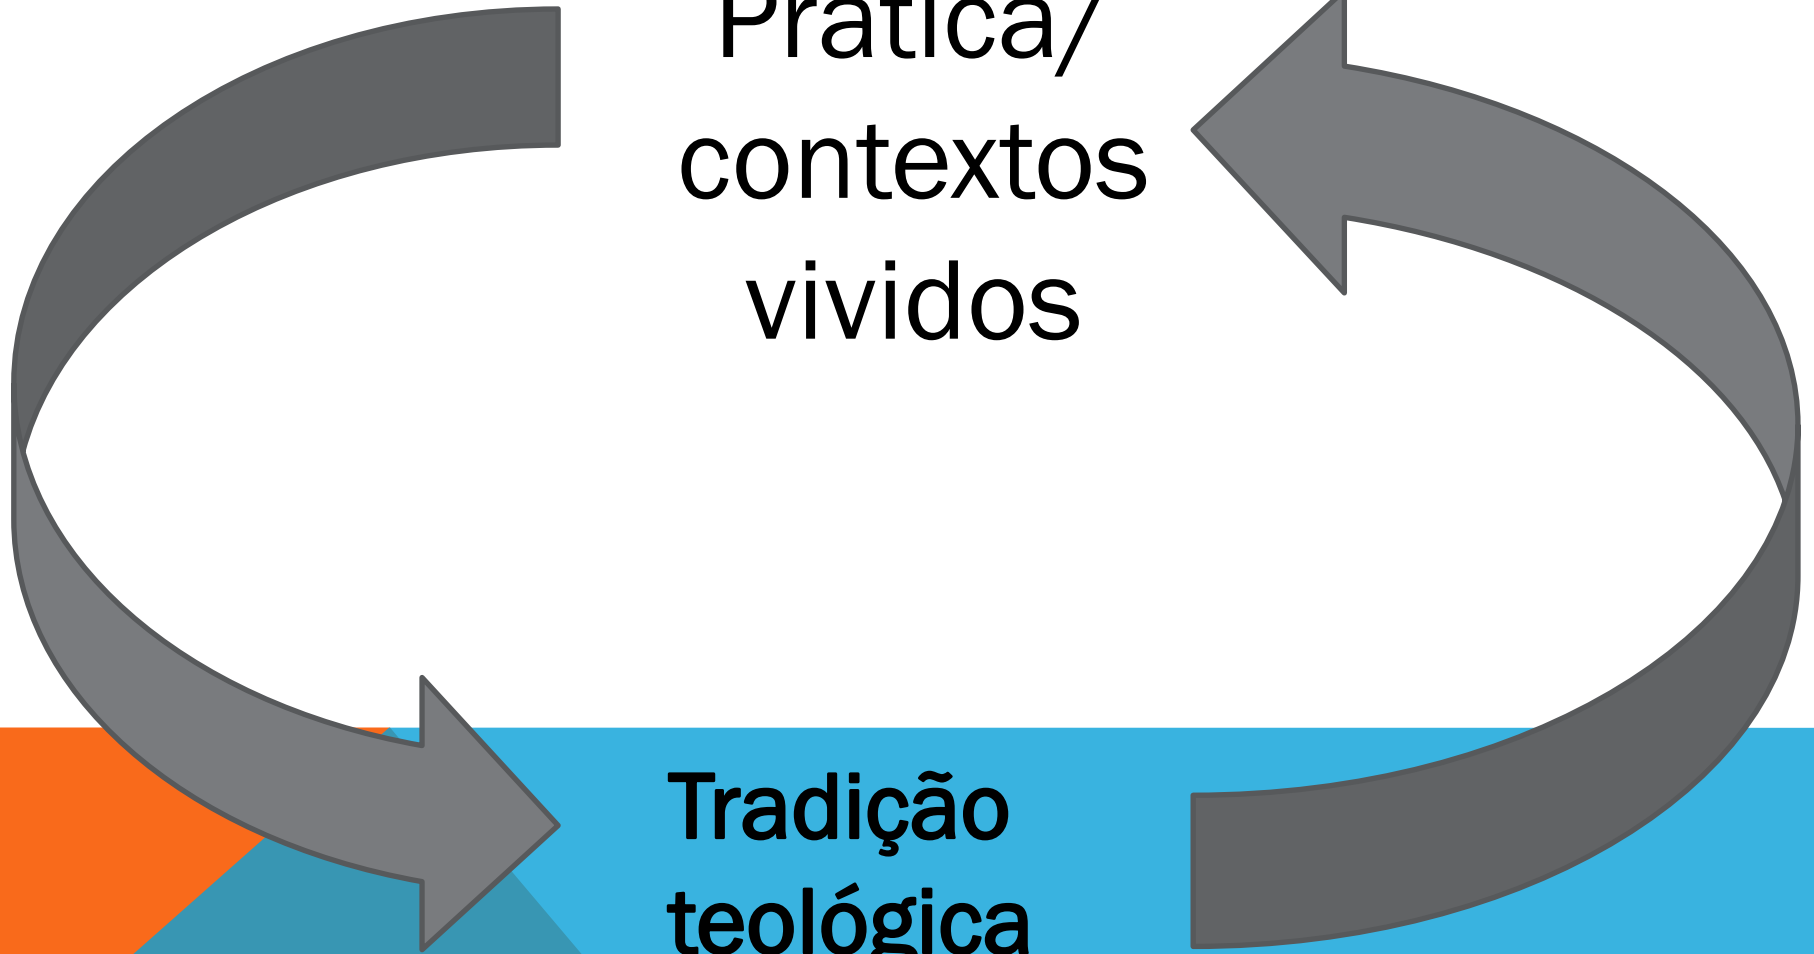 Prática/
contextos
vividos
Tradição
teológica